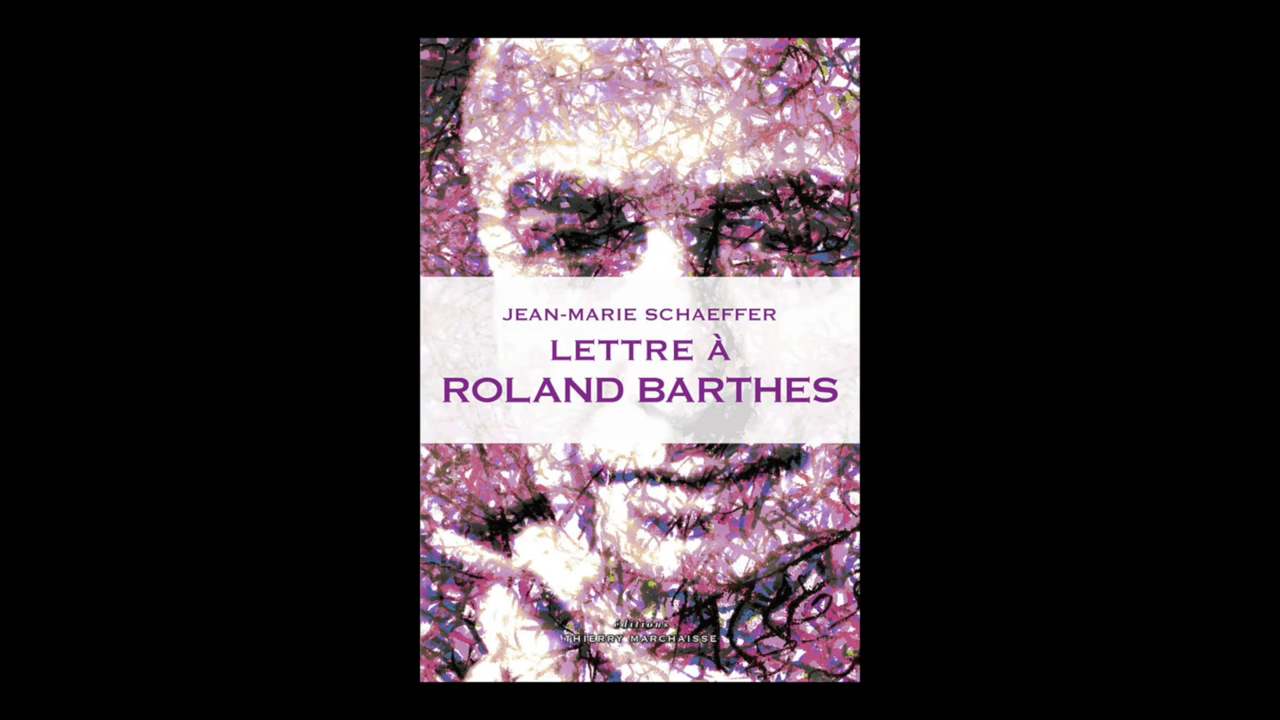 JEAN-MARIE SCHAEFFER
LETTRE À
ROLAND BARTHES
éditions
THIERRY MARCHAISSE